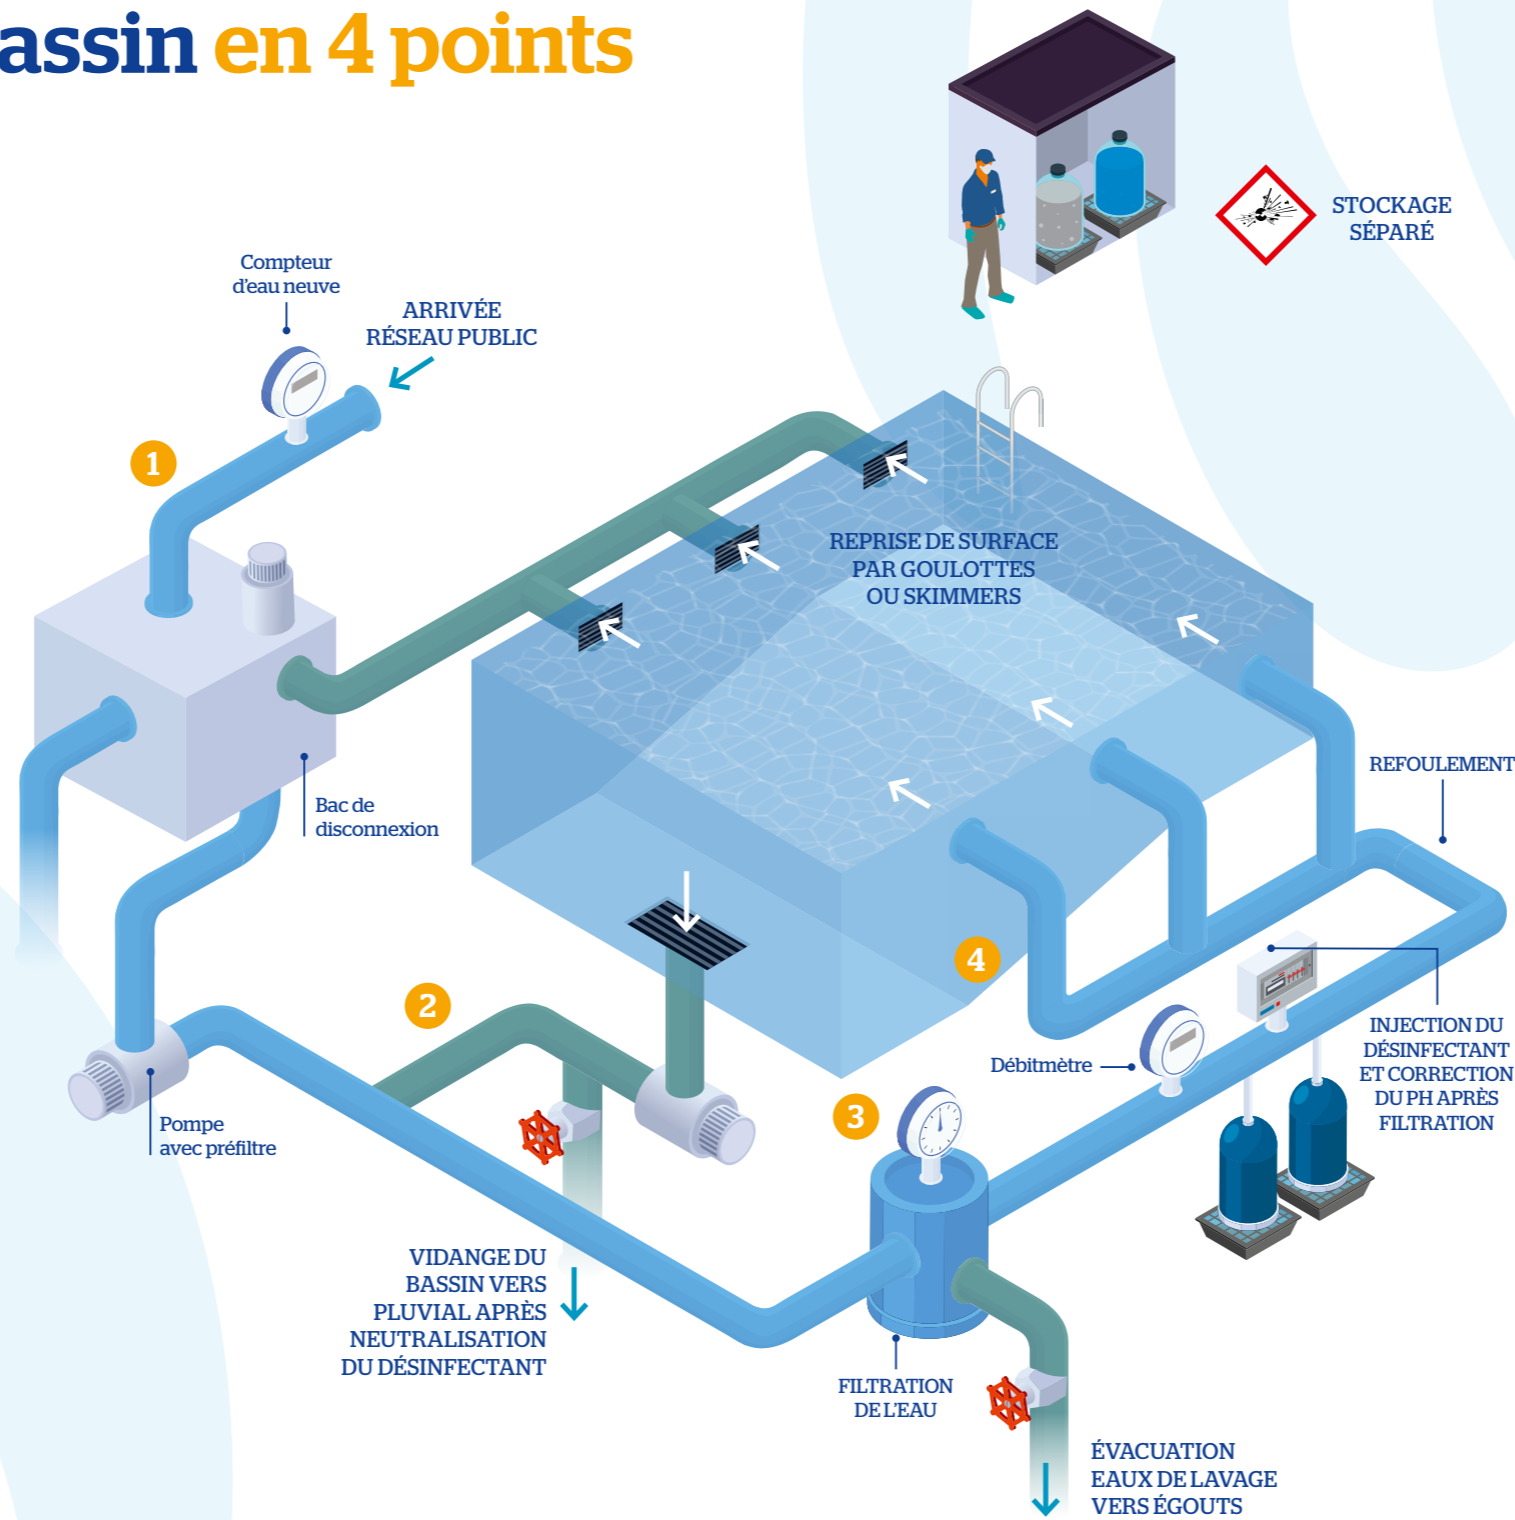 assin en 4 points
STOCKAGE
SÉPARÉ
Compteur
d'eau neuve
ARRIVÉE
RÉSEAU PUBLIC
1
REPRISE DE SURFACE
PAR GOULOTTES
OU SKIMMERS
REFOULEMENT
Bac de
disconnexion
4
2
INJECTION DU
DÉSINFECTANT
ET CORRECTION
DU PH APRÈS
FILTRATION
Débitmètre
3
Pompe
avec préfiltre
VIDANGE DU
BASSIN VERS
PLUVIAL APRÈS
NEUTRALISATION
DU DÉSINFECTANT
FILTRATION
DE L'EAU
ÉVACUATION
EAUX DE LAVAGE
VERS ÉGOUTS